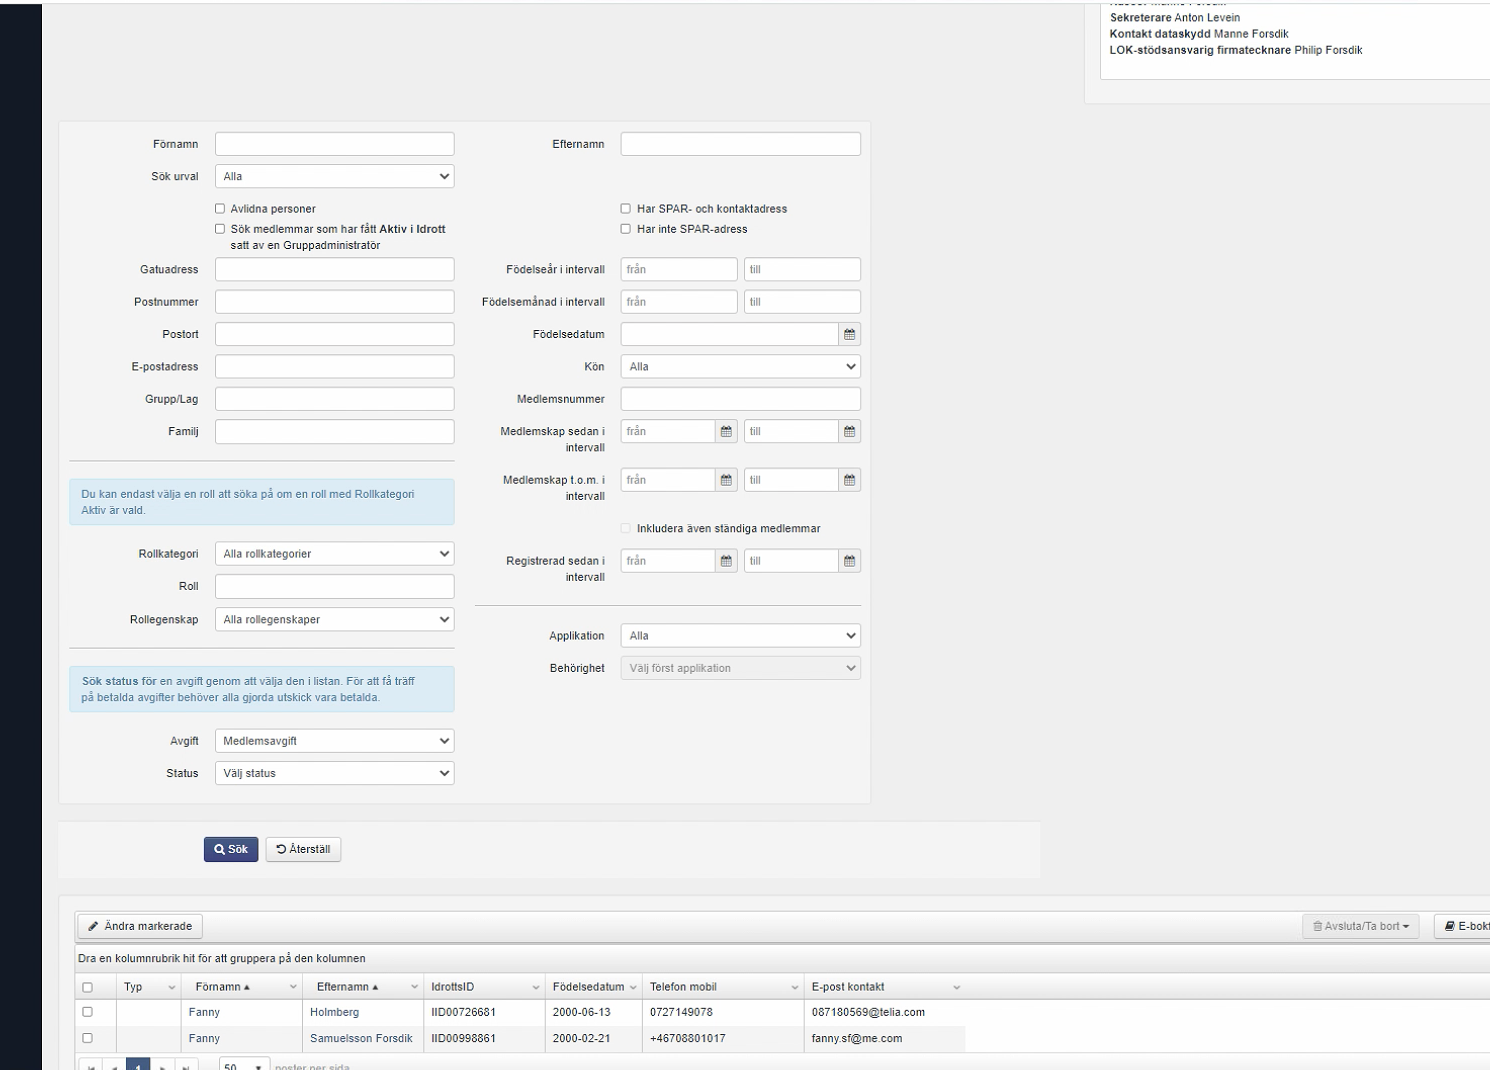 Sekreterare Anton Levein
Kontakt dataskydd Manne Forsdik
LOK-stödsansvarig firmatecknare Philip Forsdik
Förnamn
Efternamn
Sök urval Alla
Avlidna personer
Har SPAR- och kontaktadress
Sök medlemmar som har fått Aktiv i Idrott
satt av en Gruppadministratör
Har inte SPAR-adress
Gatuadress
Födelseår i intervall från till
Postnummer
Födelsemånad i intervall från till
Postort
Födelsedatum
E-postadress
Kön Alla
Grupp/Lag
Medlemsnummer
Familj
Medlemskap sedan i
intervall
från till
Medlemskap t.o.m. i
intervall
från till
Du kan endast välja en roll att söka på om en roll med Rollkategori
Aktiv är vald.
Inkludera även ständiga medlemmar
Rollkategori Alla rollkategorier
Registrerad sedan i
intervall
från till
Roll
Rollegenskap Alla rollegenskaper
Applikation Alla
Behörighet Välj först applikation
Sök status för en avgift genom att välja den i listan. För att få träff
på betalda avgifter behöver alla gjorda utskick vara betalda.
Avgift Medlemsavgift
Status Välj status
Sök Återställ
Ändra markerade Avsluta/Ta bort E-bokf
Dra en kolumnrubrik hit för att gruppera på den kolumnen
Typ Förnamn Efternamn IdrottsID Födelsedatum Telefon mobil E-post kontakt
Fanny Holmberg IID00726681 2000-06-13 0727149078 087180569@telia.com
Fanny Samuelsson Forsdik IID00998861 2000-02-21 +46708801017 fanny.sf@me.com
1 50 poster per sida